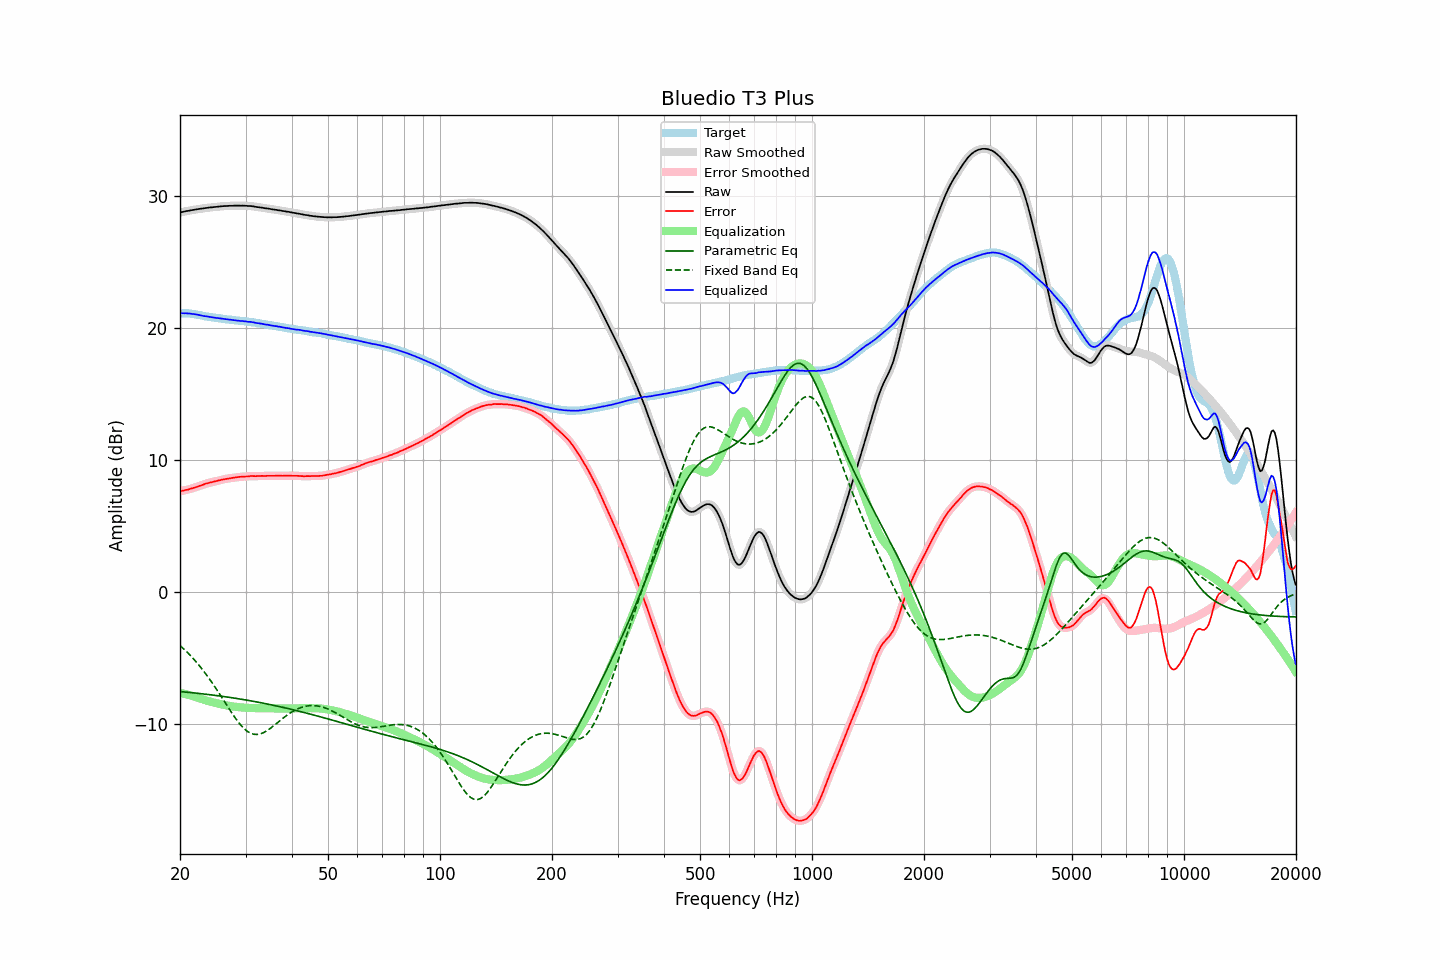 Bluedio T3 Plus
Target
Raw Smoothed
Error Smoothed
Raw
Error
Equalization
Parametric Eq
Fixed Band Eq
Equalized
Amplitude (dBr)
30
20
10
0
−10
20
50
100
200
500
1000
2000
5000
10000
20000
Frequency (Hz)